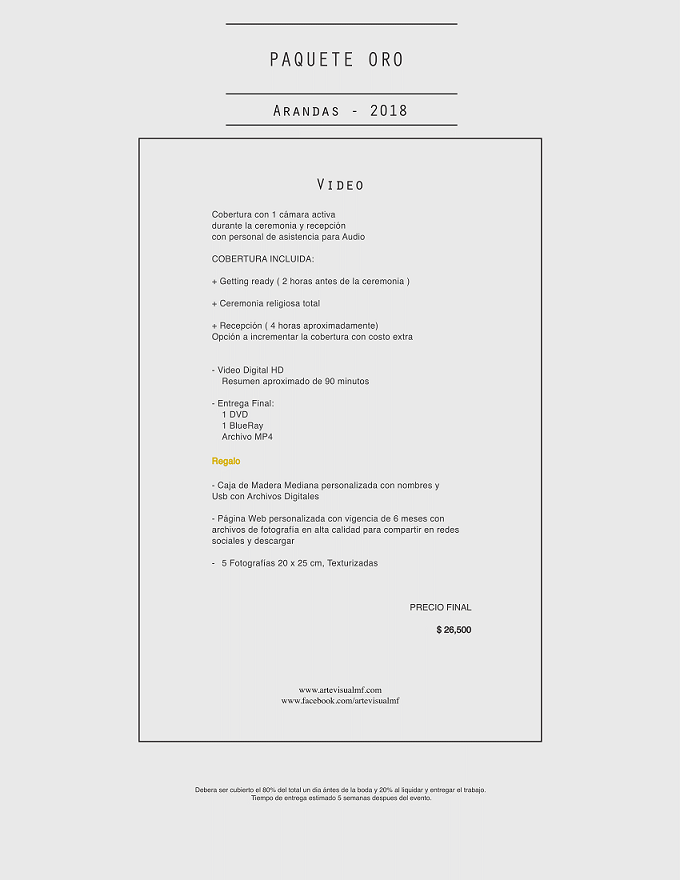 PAQUETE ORO
ARANDAS - 2018
VIDEO
Cobertura con 1 cámara activa
durante la ceremonia y recepción
con personal de asistencia para Audio
COBERTURA INCLUIDA:
+ Getting ready ( 2 horas antes de la ceremonia )
+ Ceremonia religiosa total
+ Recepción ( 4 horas aproximadamente)
Opción a incrementar la cobertura con costo extra
- Video Digital HD
Resumen aproximado de 90 minutos
- Entrega Final:
1 DVD
1 BlueRay
Archivo MP4
Regalo
- Caja de Madera Mediana personalizada con nombres y
Usb con Archivos Digitales
- Página Web personalizada con vigencia de 6 meses con
archivos de fotografía en alta calidad para compartir en redes
sociales y descargar
- 5 Fotografías 20 x 25 cm, Texturizadas
PRECIO FINAL
$ 26,500
www.artevisualmf.com
www.facebook.com/artevisualmf
Debera ser cubierto el 80% del total un dia ántes de la boda y 20% al liquidar y entregar el trabajo.
Tiempo de entrega estimado 5 semanas despues del evento.